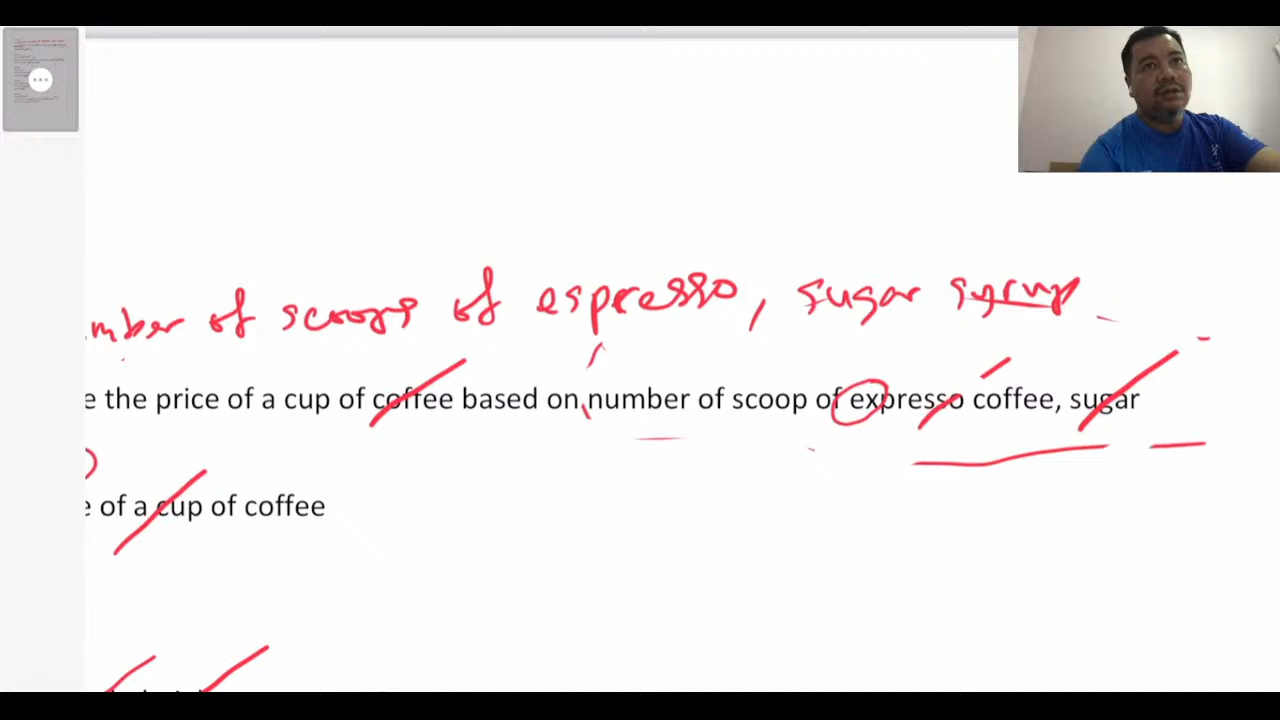 mber of scoops of espresso, sugar syrup
e the price of a cup of coffee based on number of scoop of expresso coffee, sugar
e of a cup of coffee